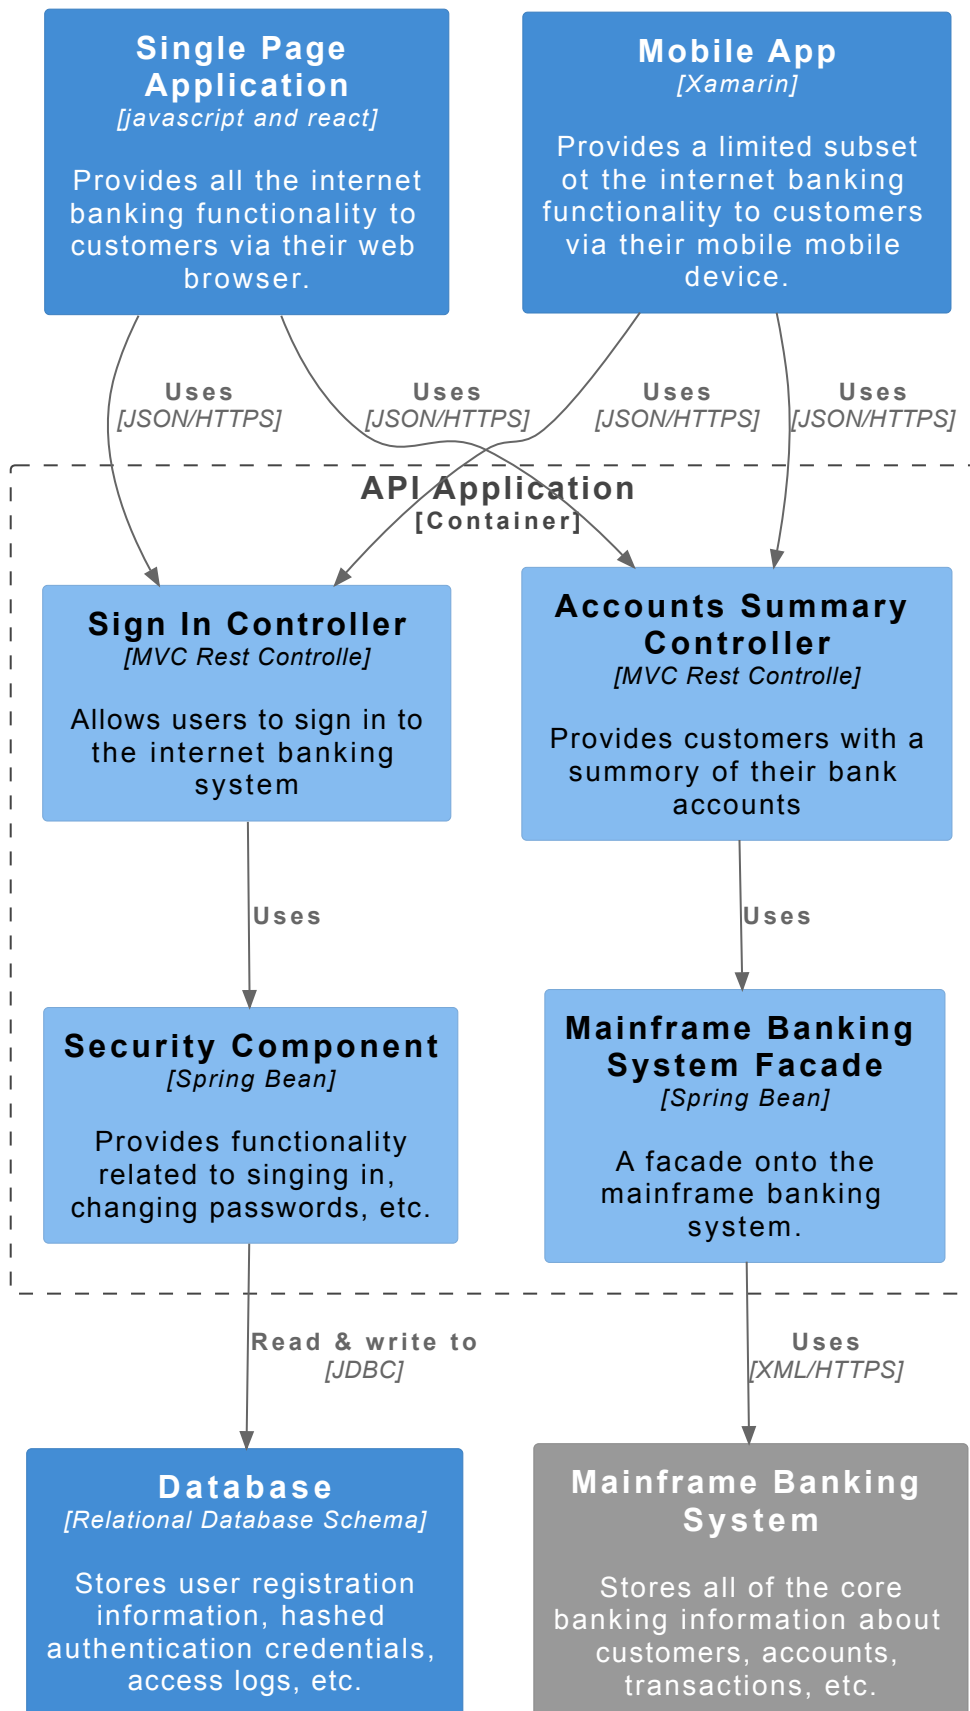 Single Page
Application
[javascript and react]
Provides all the internet
banking functionality to
customers via their web
browser.
Mobile App
[Xamarin]
Provides a limited subset
ot the internet banking
functionality to customers
via their mobile mobile
device.
Uses
[JSON/HTTPS]
Uses
[JSON/HTTPS]
Uses
[JSON/HTTPS]
Uses
[JSON/HTTPS]
API Application
[Container]
Sign In Controller
[MVC Rest Controlle]
Allows users to sign in to
the internet banking
system
Accounts Summary
Controller
[MVC Rest Controlle]
Provides customers with a
summory of their bank
accounts
Uses
Uses
Security Component
[Spring Bean]
Provides functionality
related to singing in,
changing passwords, etc.
Mainframe Banking
System Facade
[Spring Bean]
A facade onto the
mainframe banking
system.
Read & write to
[JDBC]
Uses
[XML/HTTPS]
Database
[Relational Database Schema]
Stores user registration
information, hashed
authentication credentials,
access logs, etc.
Mainframe Banking
System
Stores all of the core
banking information about
customers, accounts,
transactions, etc.